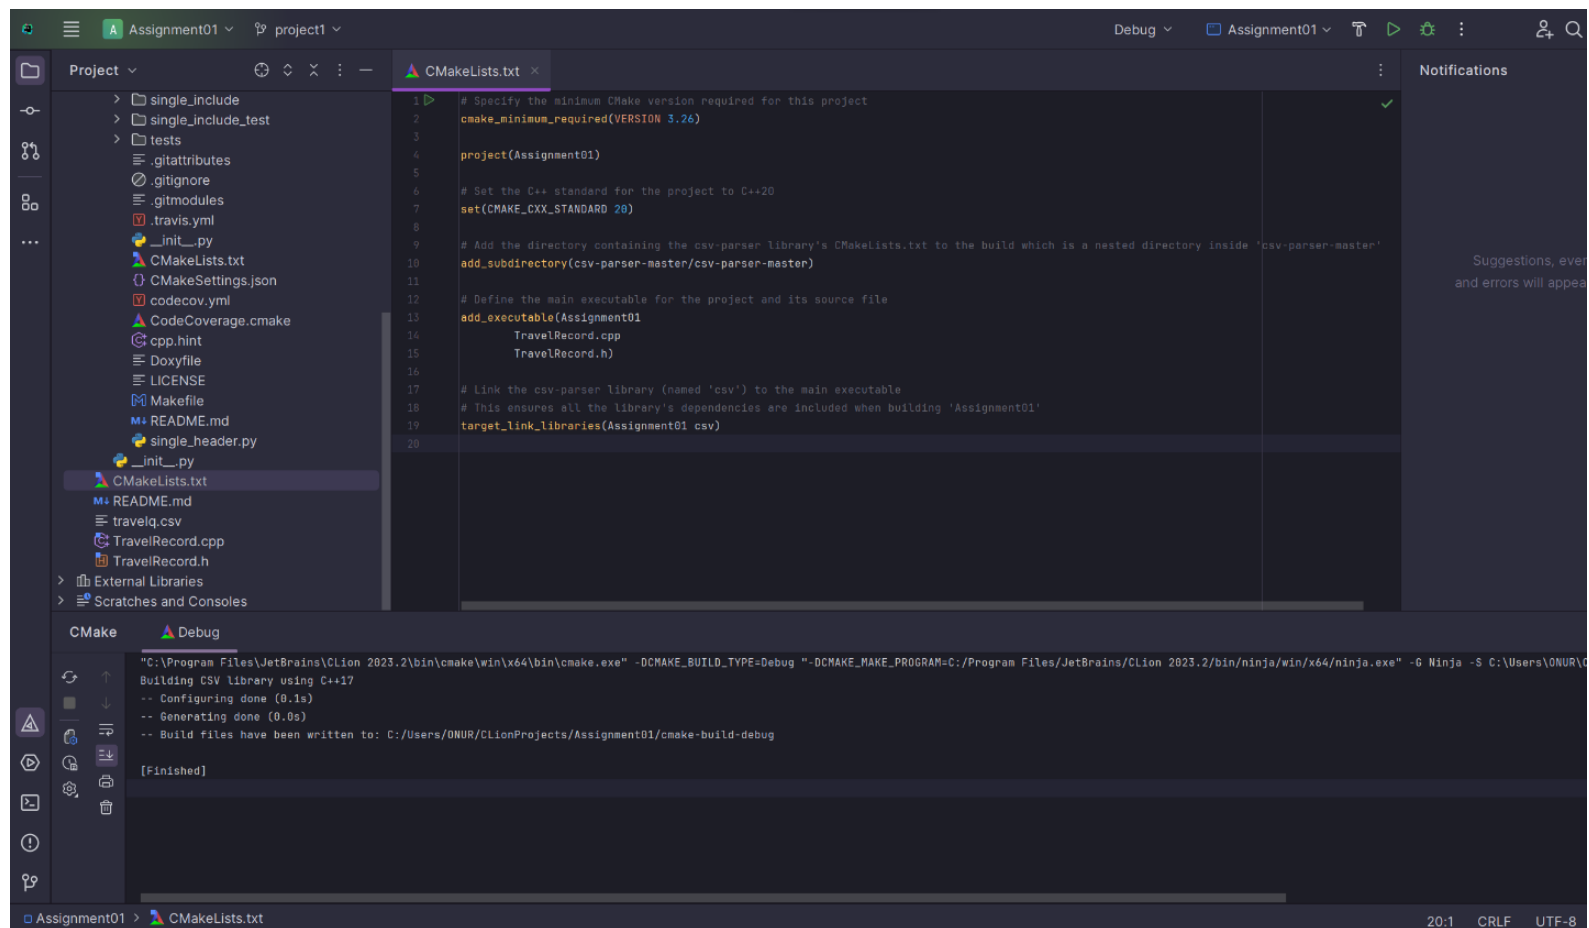 A Assignment01
project1
Debug
Assignment01
Project
CMakeLists.txt
Notifications
single_include
single_include_test
tests
.gitattributes
.gitignore
.gitmodules
.travis.yml
__init__.py
CMakeLists.txt
CMakeSettings.json
codecov.yml
CodeCoverage.cmake
cpp.hint
Doxyfile
LICENSE
Makefile
README.md
single_header.py
__init__.py
CMakeLists.txt
README.md
travelq.csv
TravelRecord.cpp
TravelRecord.h
External Libraries
Scratches and Consoles
1 # Specify the minimum CMake version required for this project
2 cmake_minimum_required(VERSION 3.26)
3
4 project(Assignment01)
5
6 # Set the C++ standard for the project to C++20
7 set(CMAKE_CXX_STANDARD 20)
8
9 # Add the directory containing the csv-parser library's CMakeLists.txt to the build which is a nested directory inside 'csv-parser-master'
10 add_subdirectory(csv-parser-master/csv-parser-master)
11
12 # Define the main executable for the project and its source file
13 add_executable(Assignment01
14 TravelRecord.cpp
15 TravelRecord.h)
16
17 # Link the csv-parser library (named 'csv') to the main executable
18 # This ensures all the library's dependencies are included when building 'Assignment01'
19 target_link_libraries(Assignment01 csv)
20
Suggestions, ever
and errors will appea
CMake
Debug
"C:\Program Files\JetBrains\CLion 2023.2\bin\cmake\win\x64\bin\cmake.exe" -DCMAKE_BUILD_TYPE=Debug "-DCMAKE_MAKE_PROGRAM=C:/Program Files/JetBrains/CLion 2023.2/bin/ninja/win/x64/ninja.exe" -G Ninja -S C:\Users\ONUR\C
Building CSV library using C++17
-- Configuring done (0.1s)
-- Generating done (0.0s)
-- Build files have been written to: C:/Users/ONUR/CLionProjects/Assignment01/cmake-build-debug
[Finished]
Assignment01 > CMakeLists.txt
20:1 CRLF UTF-8